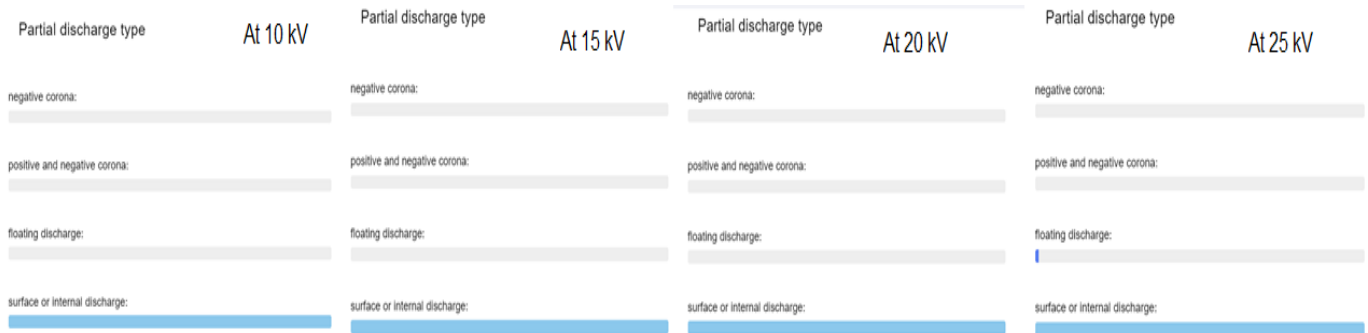 Partial discharge type
At 10 kV
negative corona:
positive and negative corona:
floating discharge:
surface or internal discharge:
Partial discharge type
At 15 kV
negative corona:
positive and negative corona:
floating discharge:
surface or internal discharge:
Partial discharge type
At 20 kV
negative corona:
positive and negative corona:
floating discharge:
surface or internal discharge:
Partial discharge type
At 25 kV
negative corona:
positive and negative corona:
floating discharge:
surface or internal discharge: